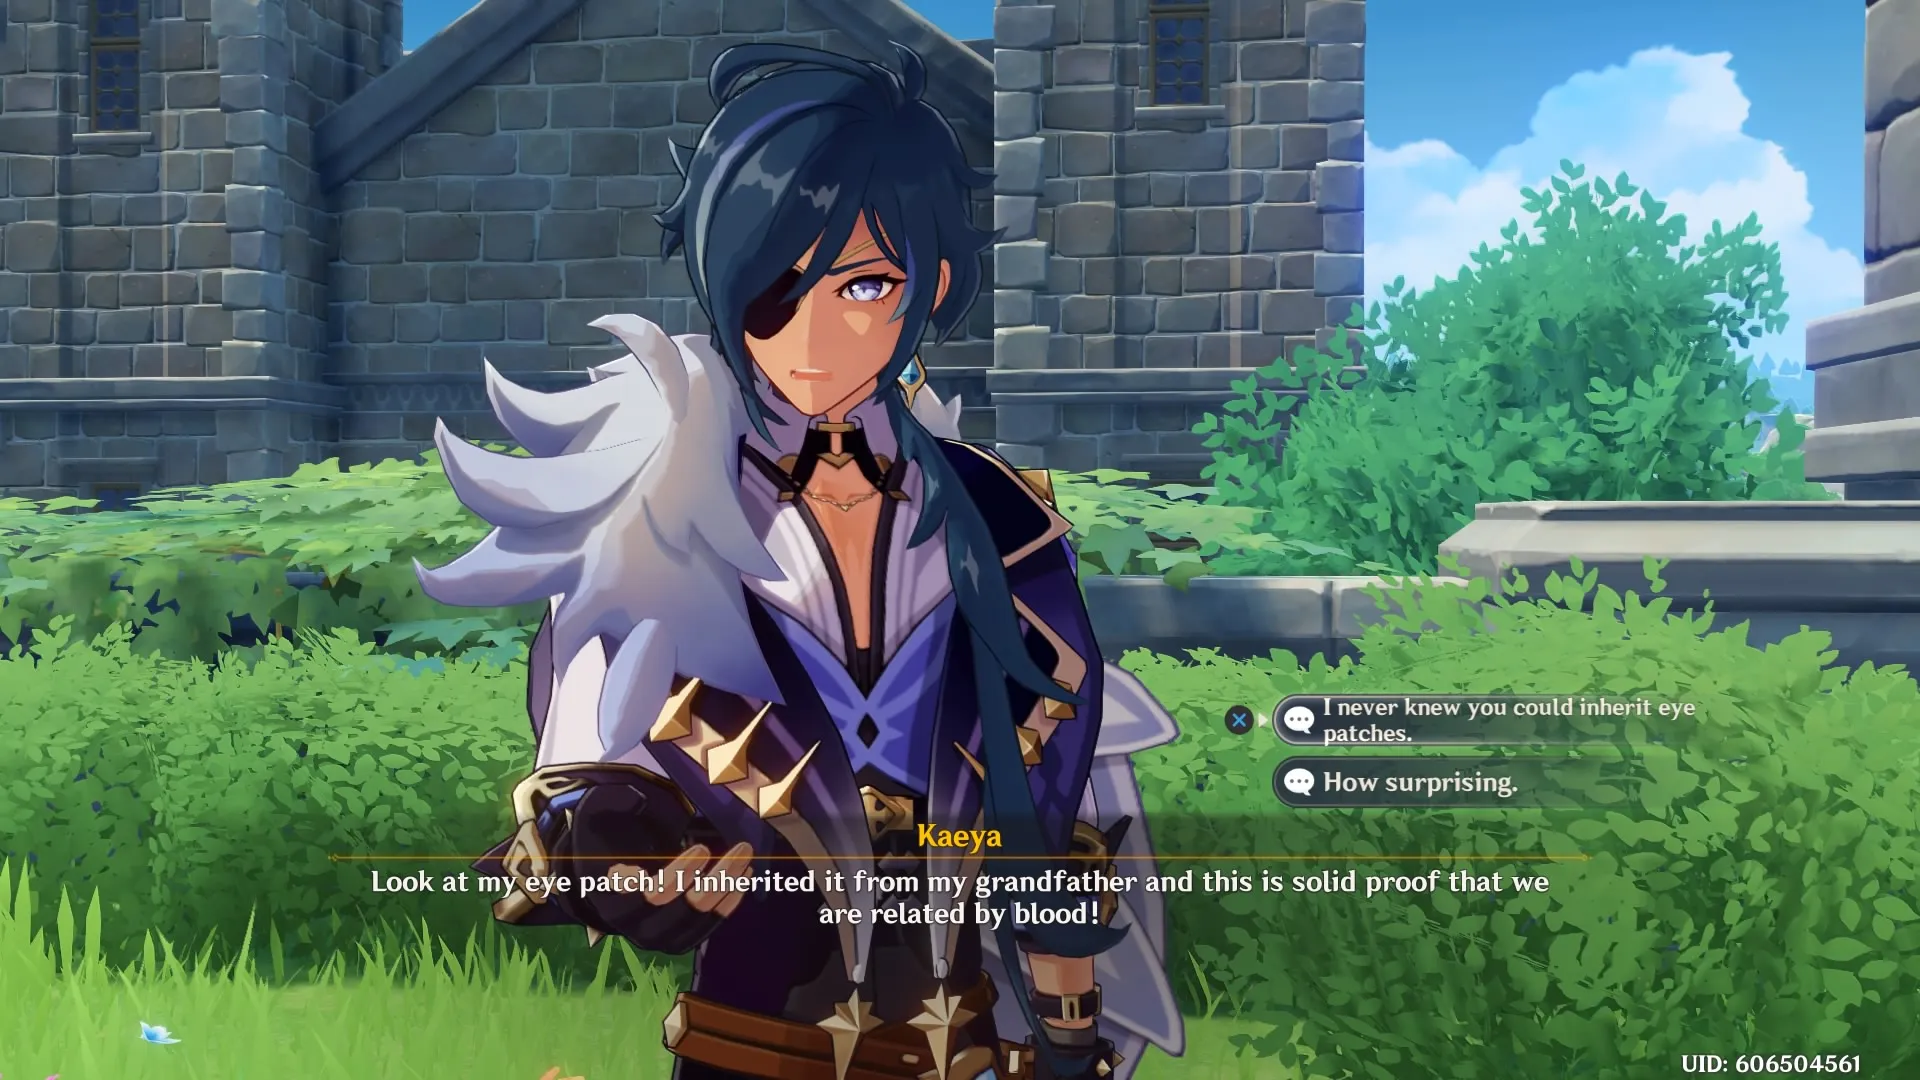 I never knew you could inherit eye
patches.
How surprising.
Kaeya
Look at my eye patch! I inherited it from my grandfather and this is solid proof that we
are related by blood!
UID: 606504561